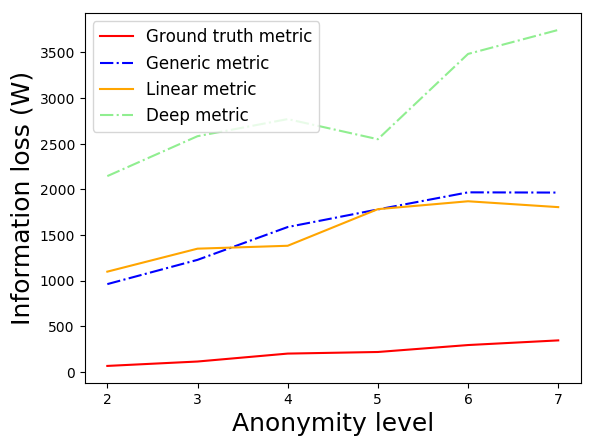 Ground truth metric
Generic metric
Linear metric
Deep metric
3500
3000
2500
2000
1500
1000
500
0
Information loss (W)
2 3 4 5 6 7
Anonymity level